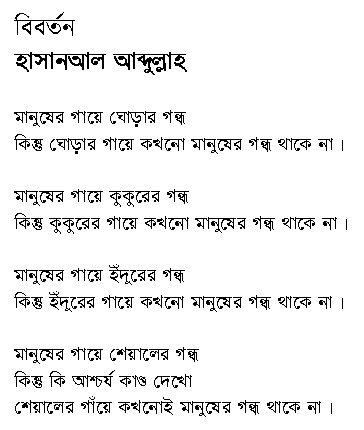 বিবর্তন
হাসানআল আব্দুল্লাহ
মানুষের গায়ে ঘোড়ার গন্ধ
কিন্তু ঘোড়ার গায়ে কখনো মানুষের গন্ধ থাকে না।
মানুষের গায়ে কুকুরের গন্ধ
কিন্তু কুকুরের গায়ে কখনো মানুষের গন্ধ থাকে না।
মানুষের গায়ে ইঁদুরের গন্ধ
কিন্তু ইঁদুরের গায়ে কখনো মানুষের গন্ধ থাকে না।
মানুষের গায়ে শেয়ালের গন্ধ
কিন্তু কি আশ্চর্য কাণ্ড দেখো
শেয়ালের গাঁয়ে কখনোই মানুষের গন্ধ থাকে না।